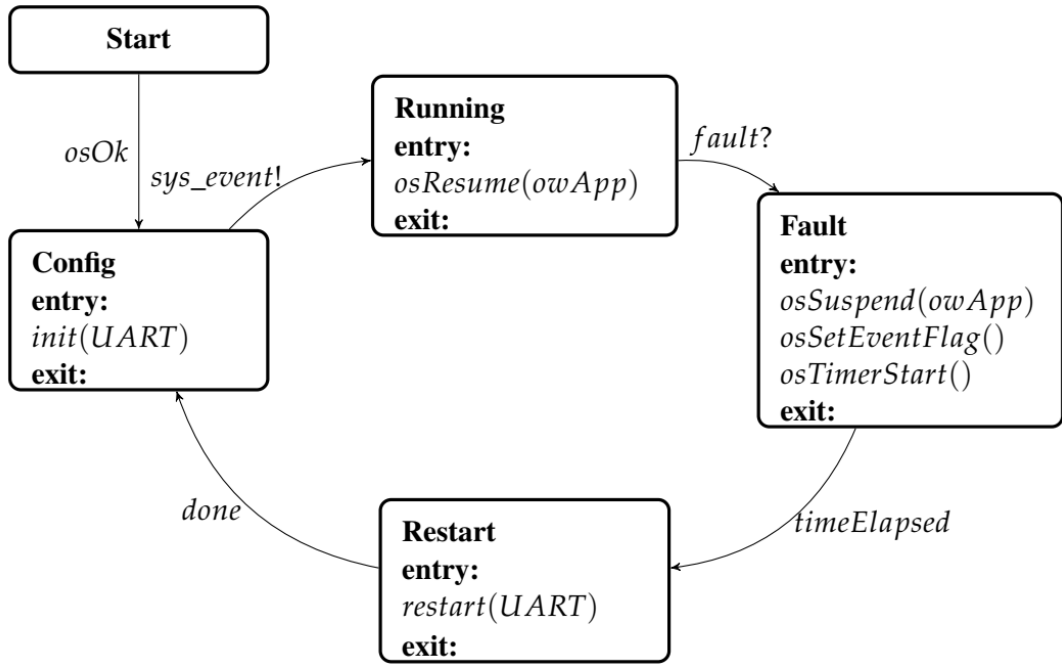 Start
osOk
sys_event!
Running
entry:
osResume(owApp)
exit:
fault?
Config
entry:
init(UART)
exit:
Fault
entry:
osSuspend(owApp)
osSetEventFlag()
osTimerStart()
exit:
done
timeElapsed
Restart
entry:
restart(UART)
exit: